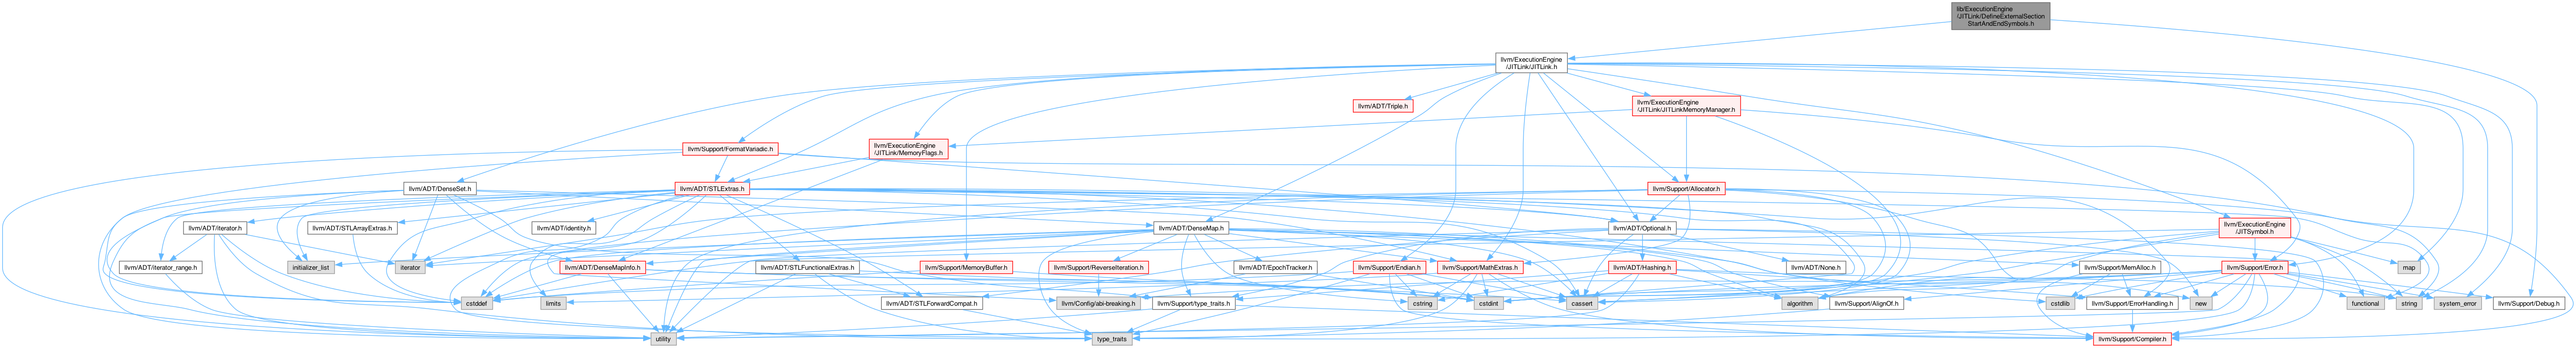 lib/ExecutionEngine
/JITLink/DefineExternalSection
StartAndEndSymbols.h
llvm/ExecutionEngine
/JITLink/JITLink.h
llvm/ADT/Triple.h
llvm/ExecutionEngine
/JITLink/JITLinkMemoryManager.h
llvm/Support/FormatVariadic.h
llvm/ExecutionEngine
/JITLink/MemoryFlags.h
llvm/ADT/DenseSet.h
llvm/ADT/STLExtras.h
llvm/Support/Allocator.h
llvm/ADT/iterator.h
llvm/ADT/STLArrayExtras.h
llvm/ADT/identity.h
llvm/ADT/DenseMap.h
llvm/ADT/Optional.h
llvm/ExecutionEngine
/JITSymbol.h
llvm/ADT/iterator_range.h
initializer_list
iterator
llvm/ADT/DenseMapInfo.h
llvm/ADT/STLFunctionalExtras.h
llvm/Support/MemoryBuffer.h
llvm/Support/ReverseIteration.h
llvm/ADT/EpochTracker.h
llvm/Support/Endian.h
llvm/Support/MathExtras.h
llvm/ADT/Hashing.h
llvm/ADT/None.h
llvm/Support/MemAlloc.h
llvm/Support/Error.h
map
cstddef
limits
llvm/ADT/STLForwardCompat.h
llvm/Config/abi-breaking.h
llvm/Support/type_traits.h
cstring
cstdint
cassert
algorithm
llvm/Support/AlignOf.h
cstdlib
llvm/Support/ErrorHandling.h
new
functional
string
system_error
llvm/Support/Debug.h
utility
type_traits
llvm/Support/Compiler.h